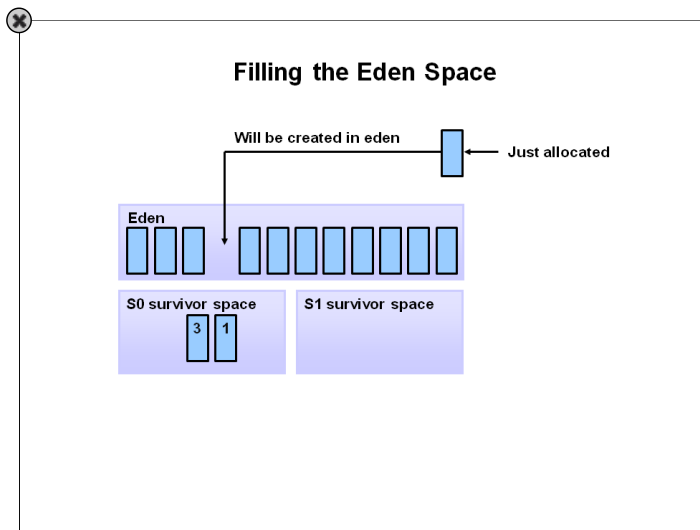 Filling the Eden Space
Will be created in eden
Just allocated
Eden
S0 survivor space
S1 survivor space
3 1